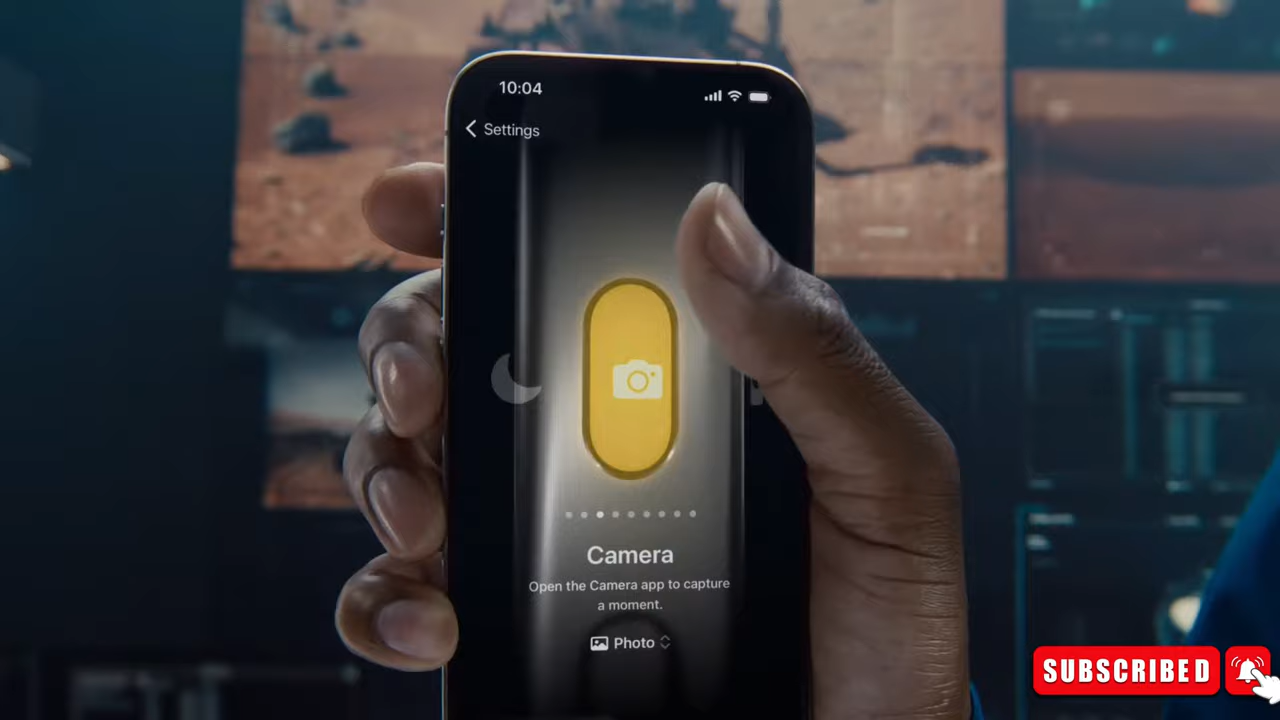 10:04
Settings
Camera
Open the Camera app to capture
a moment.
Photo
SUBSCRIBED